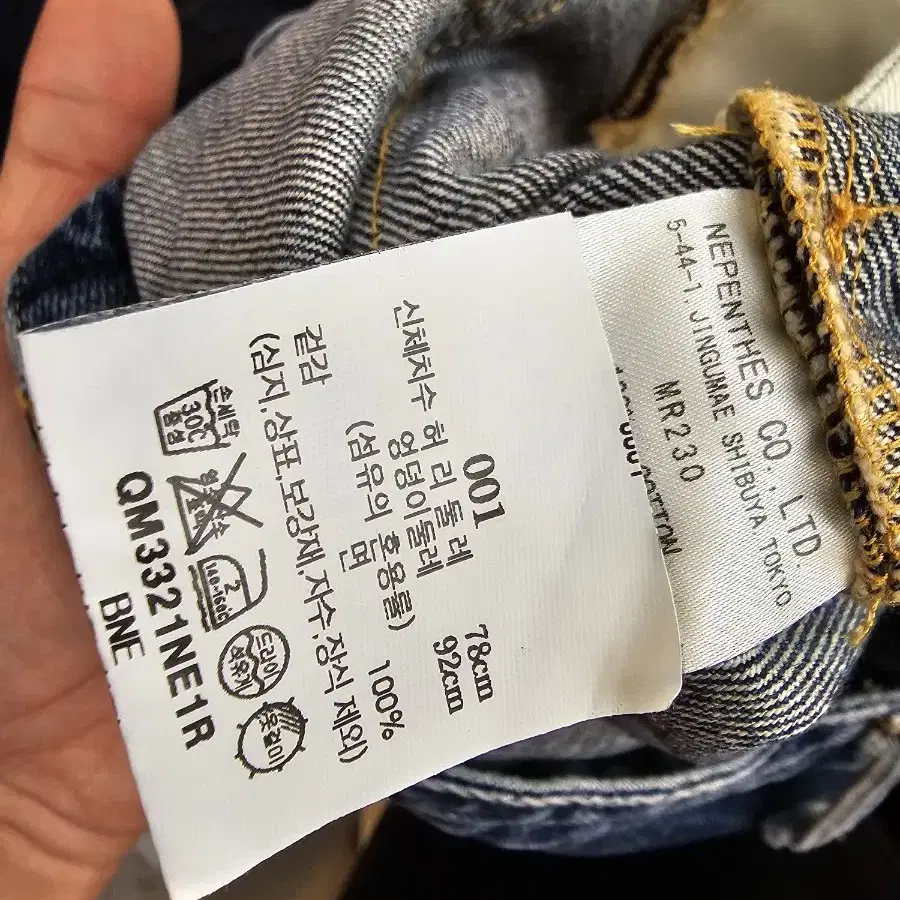 001
신체치수 허리둘레 78cm
엉덩이둘레 92cm
(섬유의 혼용률)
겉감 면 100%
(심지,상표,보강재,자수,장식 제외)
손세탁
30℃
중성
2
140~160℃
드라이
석유계
옷걸이
QM3321NE1R
BNE
NEPENTHES CO., LTD.
5-44-1, JINGUMAE SHIBUYA TOKYO
MR230
COTTON